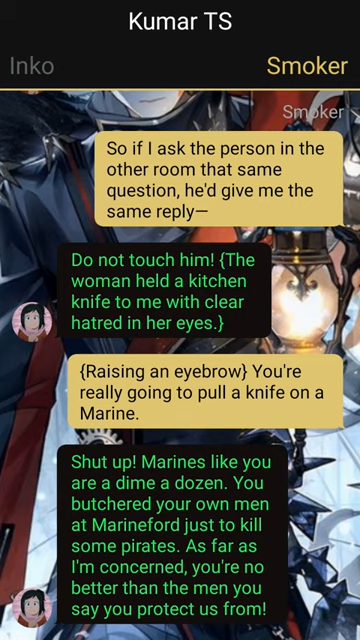 Kumar TS
Inko
Smoker
Smoker
So if I ask the person in the
other room that same
question, he'd give me the
same reply—
Do not touch him! {The
woman held a kitchen
knife to me with clear
hatred in her eyes.}
{Raising an eyebrow} You're
really going to pull a knife on a
Marine.
Shut up! Marines like you
are a dime a dozen. You
butchered your own men
at Marineford just to kill
some pirates. As far as
I'm concerned, you're no
better than the men you
say you protect us from!